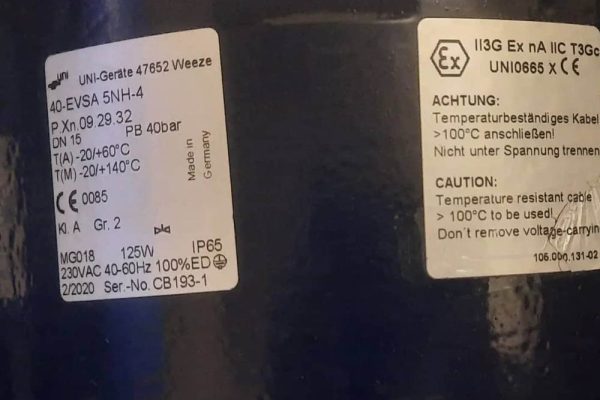 uni
UNI-Geräte 47652 Weeze
40-EVSA 5NH-4
P.Xn.09.29.32
DN 15 PB 40bar
T(A) -20/+60°C
T(M) -20/+140°C
Made in
Germany
CE 0085
Kl. A Gr. 2
MG018 125W IP65
230VAC 40-60Hz 100%ED
2/2020 Ser.-No. CB193-1
Ex
II3G Ex nA IIC T3Gc
UNI0665 X CE
ACHTUNG:
Temperaturbeständiges Kabel
>100°C anschließen!
Nicht unter Spannung trennen
CAUTION:
Temperature resistant cable
> 100°C to be used!
Don´t remove voltage-carryin
106.000.131-02